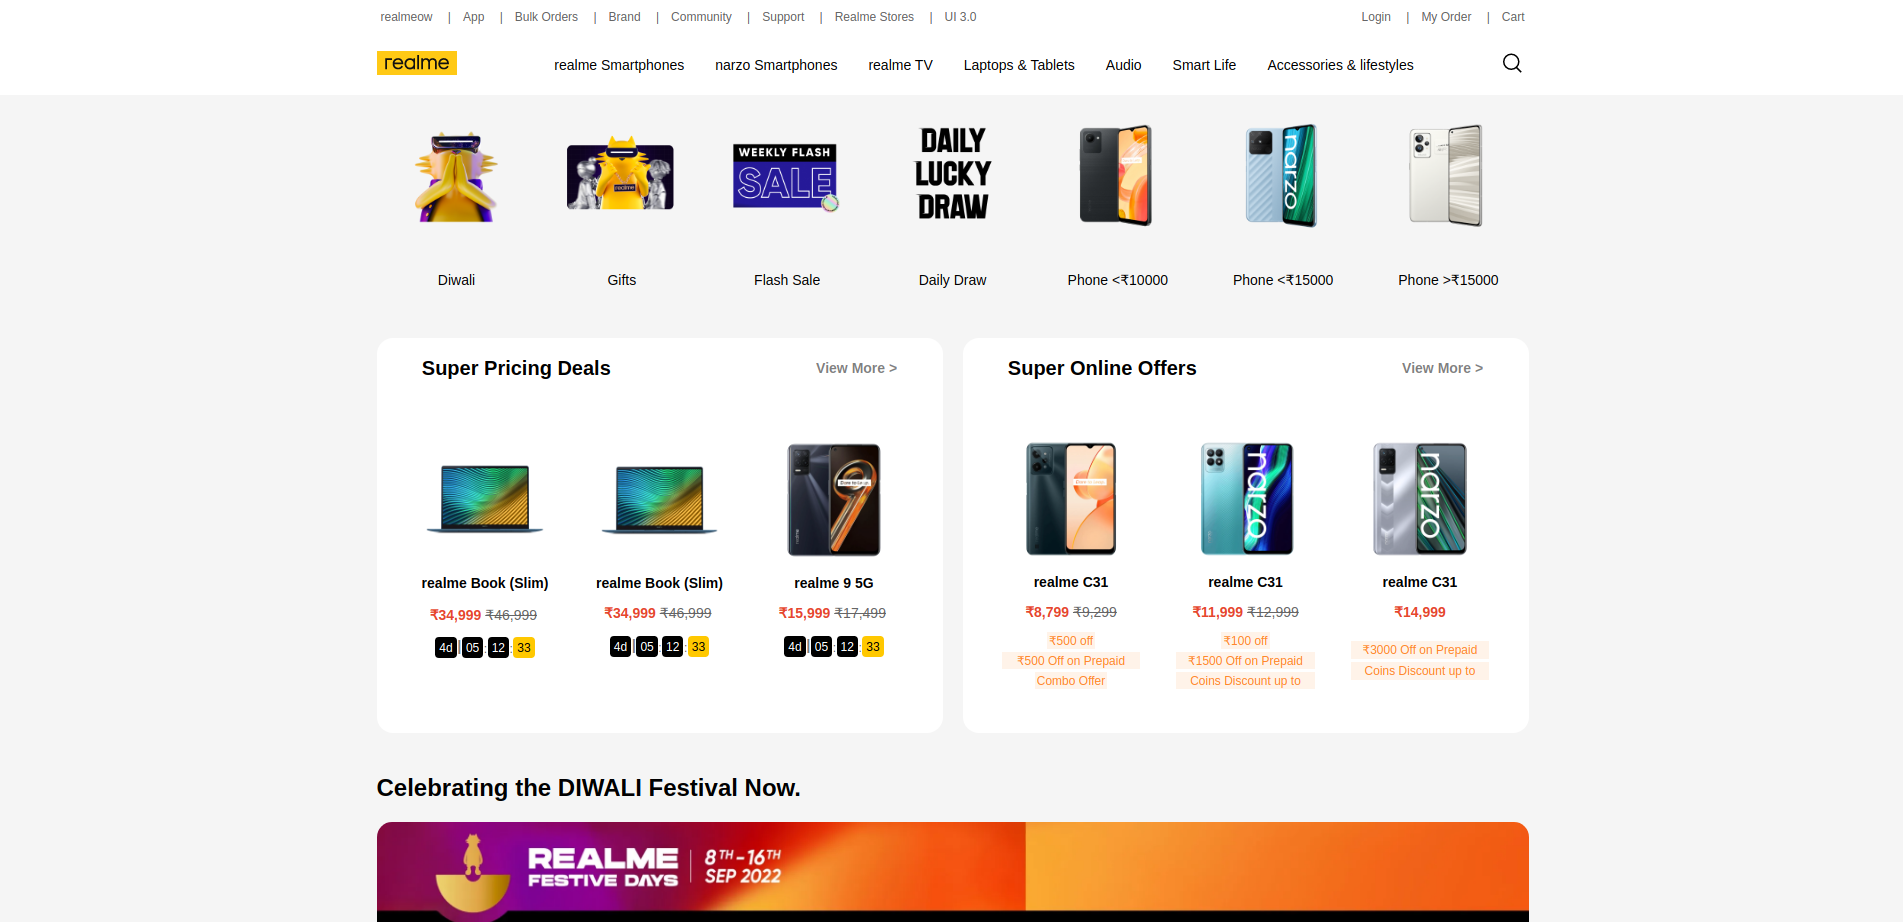 realmeow | App | Bulk Orders | Brand | Community | Support | Realme Stores | UI 3.0
Login | My Order | Cart
realme
realme Smartphones narzo Smartphones realme TV Laptops & Tablets Audio Smart Life Accessories & lifestyles
realme
WEEKLY FLASH
SALE
DAILY
LUCKY
DRAW
narzo
Diwali Gifts Flash Sale Daily Draw Phone <₹10000 Phone <₹15000 Phone >₹15000
Super Pricing Deals
View More >
9
realme Book (Slim) realme Book (Slim) realme 9 5G
₹34,999 ₹46,999 ₹34,999 ₹46,999 ₹15,999 ₹17,499
4d | 05 : 12 : 33 4d | 05 : 12 : 33 4d | 05 : 12 : 33
Super Online Offers
View More >
narzo
narzo
realme C31 realme C31 realme C31
₹8,799 ₹9,299 ₹11,999 ₹12,999 ₹14,999
₹500 off
₹500 Off on Prepaid
Combo Offer
₹100 off
₹1500 Off on Prepaid
Coins Discount up to
₹3000 Off on Prepaid
Coins Discount up to
Celebrating the DIWALI Festival Now.
REALME
FESTIVE DAYS
8TH-16TH
SEP 2022